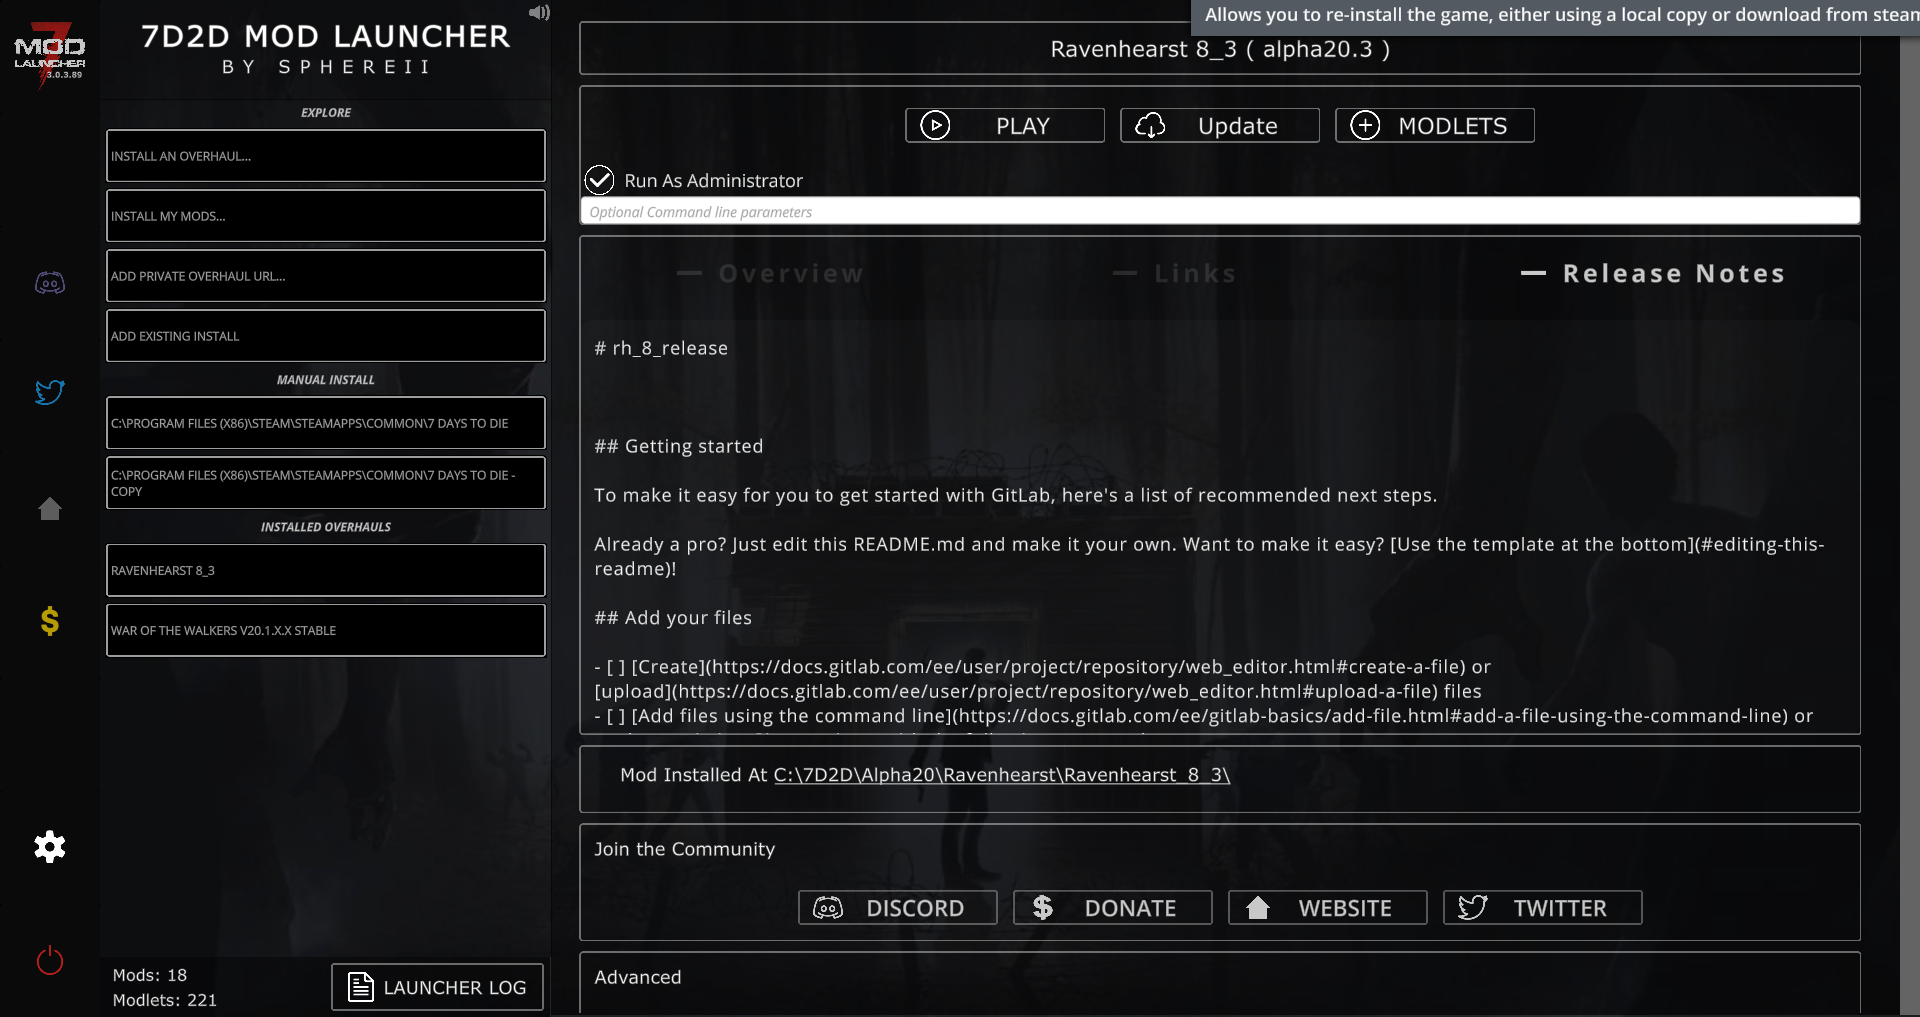 Allows you to re-install the game, either using a local copy or download from steam
MOD
LAUNCHER
3.0.3.89
7D2D MOD LAUNCHER
BY SPHEREII
EXPLORE
INSTALL AN OVERHAUL...
INSTALL MY MODS...
ADD PRIVATE OVERHAUL URL...
ADD EXISTING INSTALL
MANUAL INSTALL
C:\PROGRAM FILES (X86)\STEAM\STEAMAPPS\COMMON\7 DAYS TO DIE
C:\PROGRAM FILES (X86)\STEAM\STEAMAPPS\COMMON\7 DAYS TO DIE -
COPY
INSTALLED OVERHAULS
RAVENHEARST 8_3
WAR OF THE WALKERS V20.1.X.X STABLE
Mods: 18
Modlets: 221
LAUNCHER LOG
Ravenhearst 8_3 ( alpha20.3 )
PLAY
Update
MODLETS
Run As Administrator
Optional Command line parameters
— Overview
— Links
— Release Notes
# rh_8_release
## Getting started
To make it easy for you to get started with GitLab, here's a list of recommended next steps.
Already a pro? Just edit this README.md and make it your own. Want to make it easy? [Use the template at the bottom](#editing-this-
readme)!
## Add your files
- [ ] [Create](https://docs.gitlab.com/ee/user/project/repository/web_editor.html#create-a-file) or
[upload](https://docs.gitlab.com/ee/user/project/repository/web_editor.html#upload-a-file) files
- [ ] [Add files using the command line](https://docs.gitlab.com/ee/gitlab-basics/add-file.html#add-a-file-using-the-command-line) or
Mod Installed At C:\7D2D\Alpha20\Ravenhearst\Ravenhearst_8_3\
Join the Community
DISCORD
DONATE
WEBSITE
TWITTER
Advanced